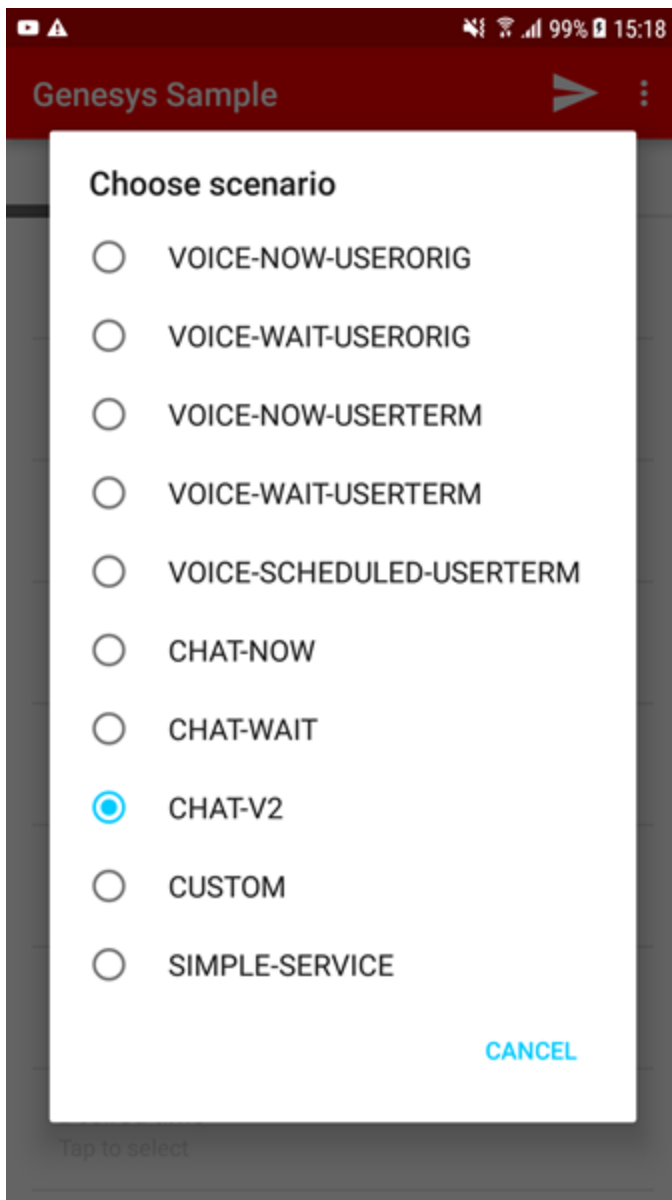 99% 15:18
Genesys Sample
Choose scenario
VOICE-NOW-USERORIG
VOICE-WAIT-USERORIG
VOICE-NOW-USERTERM
VOICE-WAIT-USERTERM
VOICE-SCHEDULED-USERTERM
CHAT-NOW
CHAT-WAIT
CHAT-V2
CUSTOM
SIMPLE-SERVICE
CANCEL
Tap to select